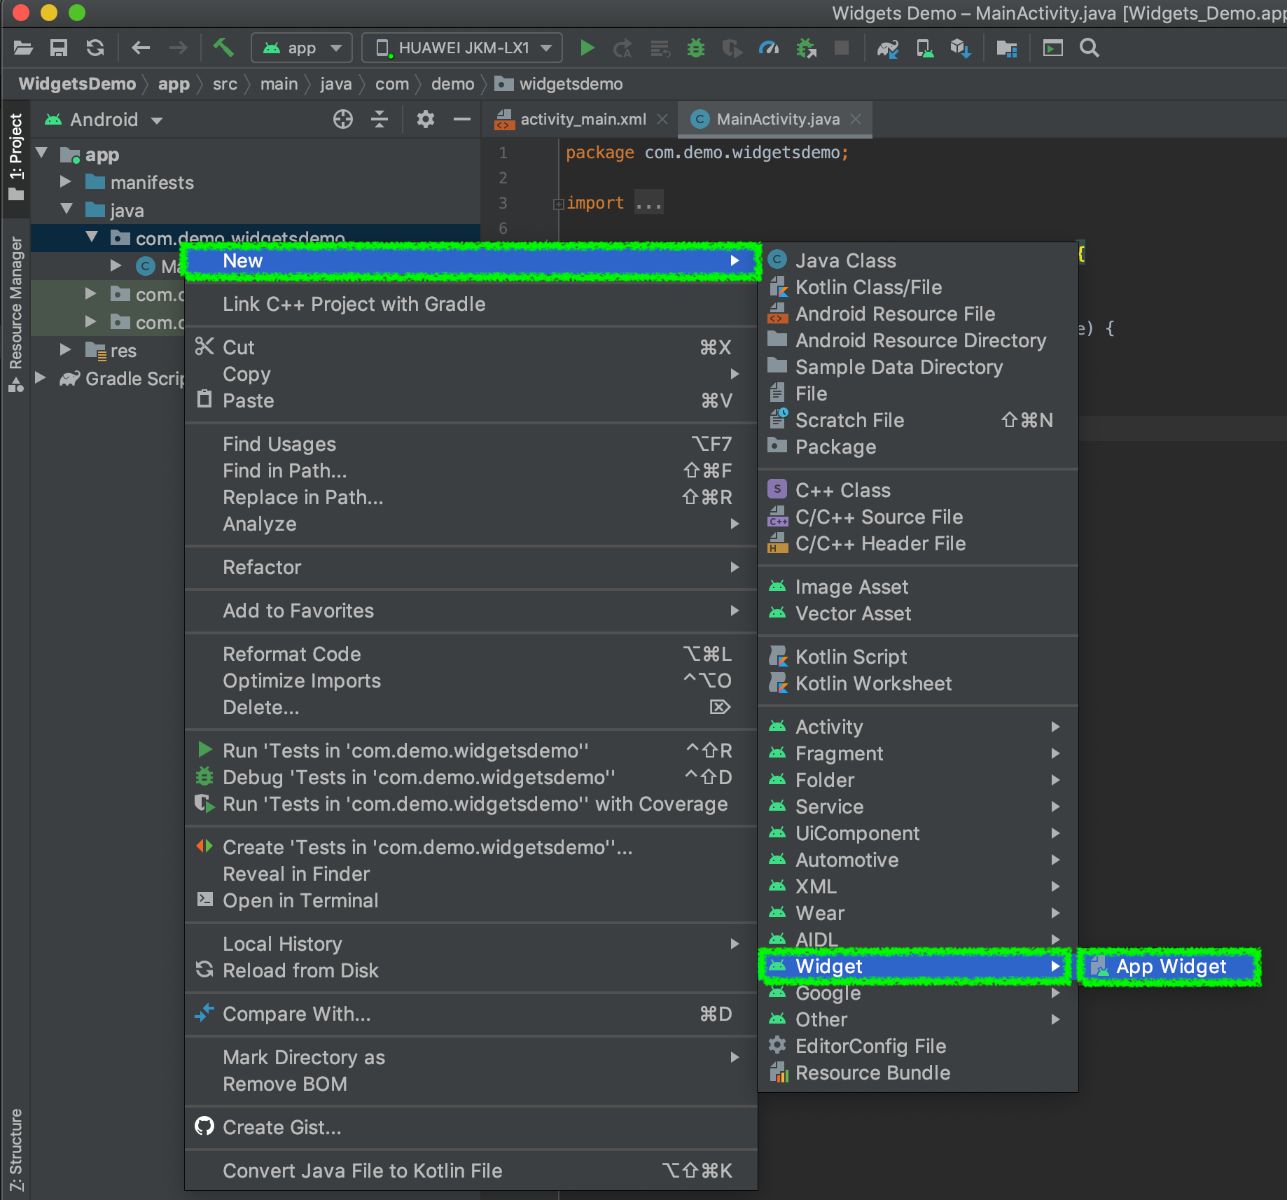 Widgets Demo – MainActivity.java [Widgets_Demo.app
app
HUAWEI JKM-LX1
WidgetsDemo
app
src
main
java
com
demo
widgetsdemo
1: Project
Resource Manager
Z: Structure
Android
activity_main.xml
MainActivity.java
app
manifests
java
com.demo.widgetsdemo
Ma
com.d
com.d
res
Gradle Scrip
1
2
3
6
package com.demo.widgetsdemo;
import ...
{
e) {
New
Link C++ Project with Gradle
Cut ⌘X
Copy
Paste ⌘V
Find Usages ⌥F7
Find in Path... ⇧⌘F
Replace in Path... ⇧⌘R
Analyze
Refactor
Add to Favorites
Reformat Code ⌥⌘L
Optimize Imports ^⌥O
Delete... ⌦
Run 'Tests in 'com.demo.widgetsdemo'' ^⇧R
Debug 'Tests in 'com.demo.widgetsdemo'' ^⇧D
Run 'Tests in 'com.demo.widgetsdemo'' with Coverage
Create 'Tests in 'com.demo.widgetsdemo''...
Reveal in Finder
Open in Terminal
Local History
Reload from Disk
Compare With... ⌘D
Mark Directory as
Remove BOM
Create Gist...
Convert Java File to Kotlin File ⌥⇧⌘K
Java Class
Kotlin Class/File
Android Resource File
Android Resource Directory
Sample Data Directory
File
Scratch File ⇧⌘N
Package
C++ Class
C/C++ Source File
C/C++ Header File
Image Asset
Vector Asset
Kotlin Script
Kotlin Worksheet
Activity
Fragment
Folder
Service
UiComponent
Automotive
XML
Wear
AIDL
Widget
Google
Other
EditorConfig File
Resource Bundle
App Widget